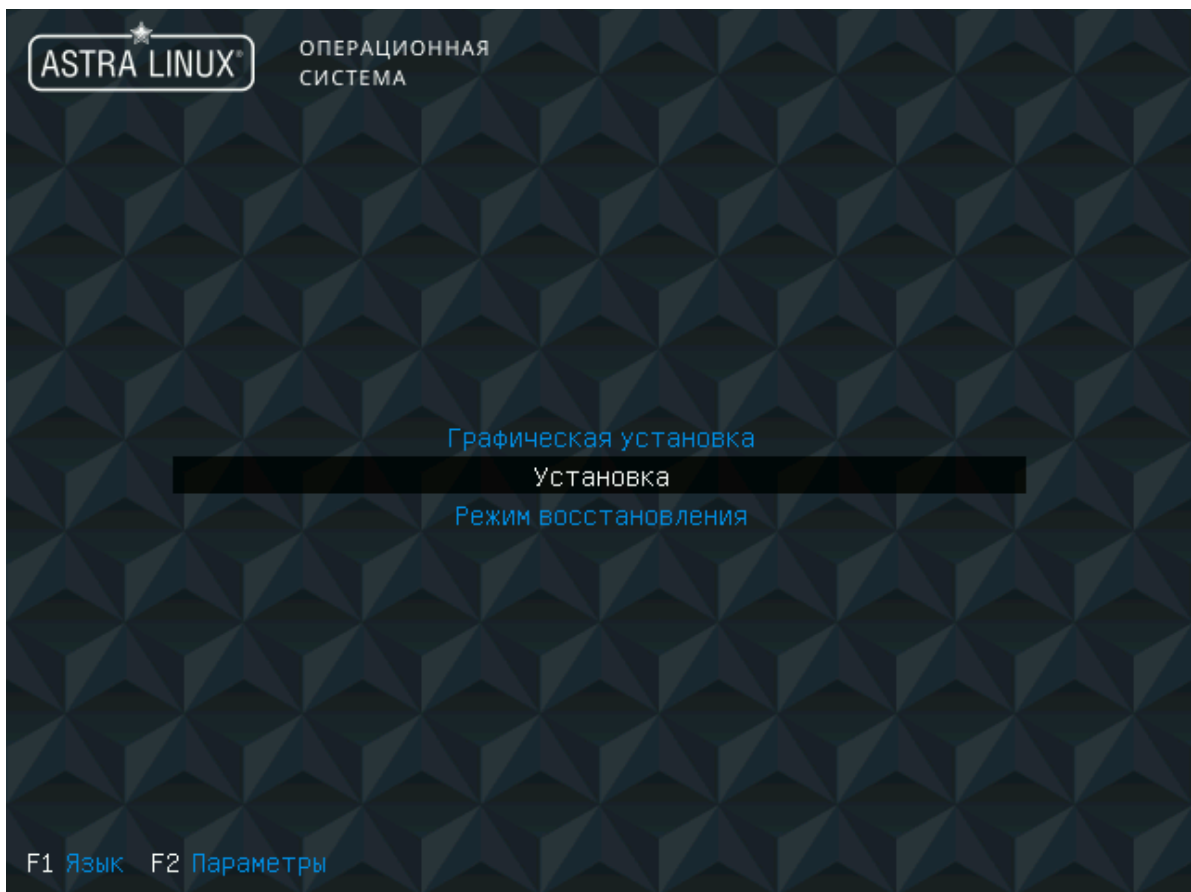 ASTRA LINUX®
ОПЕРАЦИОННАЯ
СИСТЕМА
Графическая установка
Установка
Режим восстановления
F1 Язык F2 Параметры